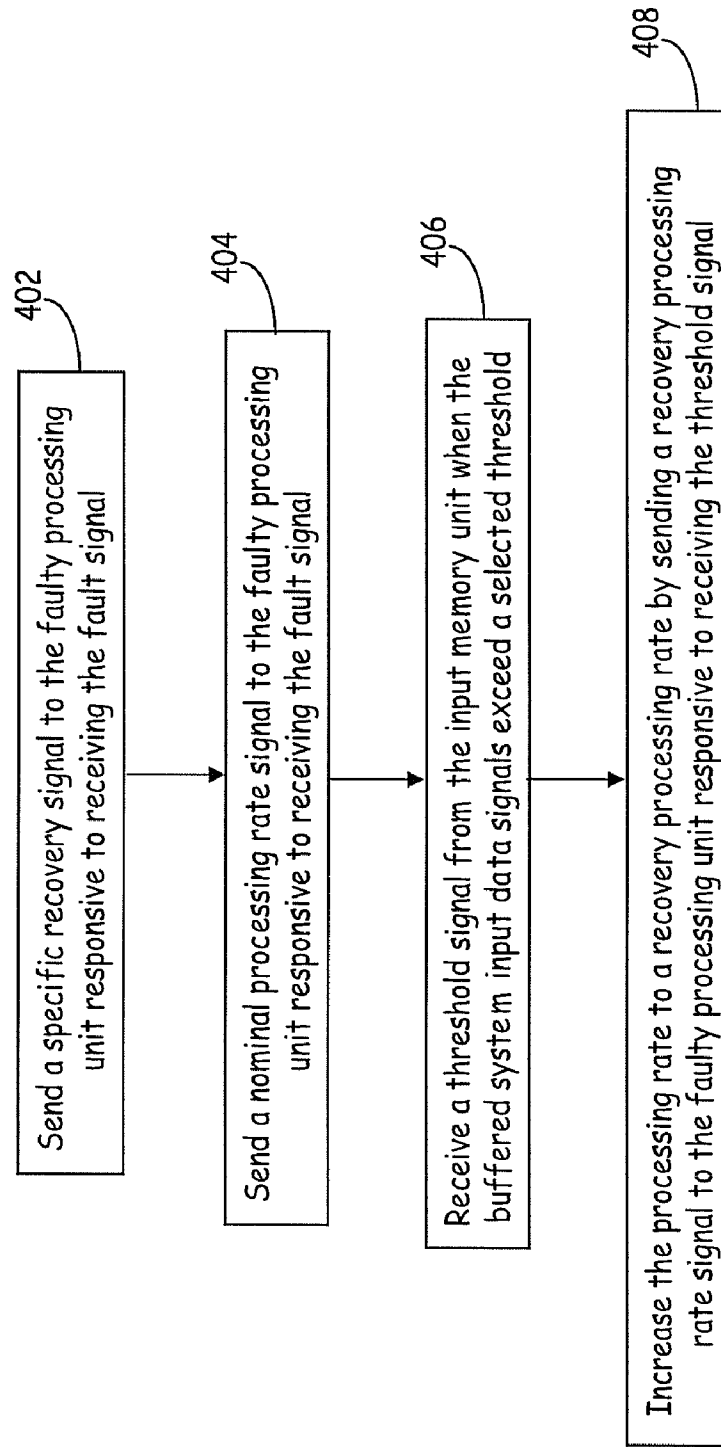 402
Send a specific recovery signal to the faulty processing
unit responsive to receiving the fault signal
404
Send a nominal processing rate signal to the faulty processing
unit responsive to receiving the fault signal
406
Receive a threshold signal from the input memory unit when the
buffered system input data signals exceed a selected threshold
408
Increase the processing rate to a recovery processing rate by sending a recovery processing
rate signal to the faulty processing unit responsive to receiving the threshold signal